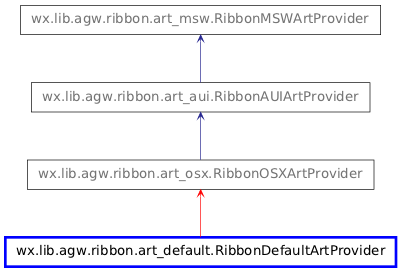 wx.lib.agw.ribbon.art_msw.RibbonMSWArtProvider
wx.lib.agw.ribbon.art_aui.RibbonAUIArtProvider
wx.lib.agw.ribbon.art_osx.RibbonOSXArtProvider
wx.lib.agw.ribbon.art_default.RibbonDefaultArtProvider